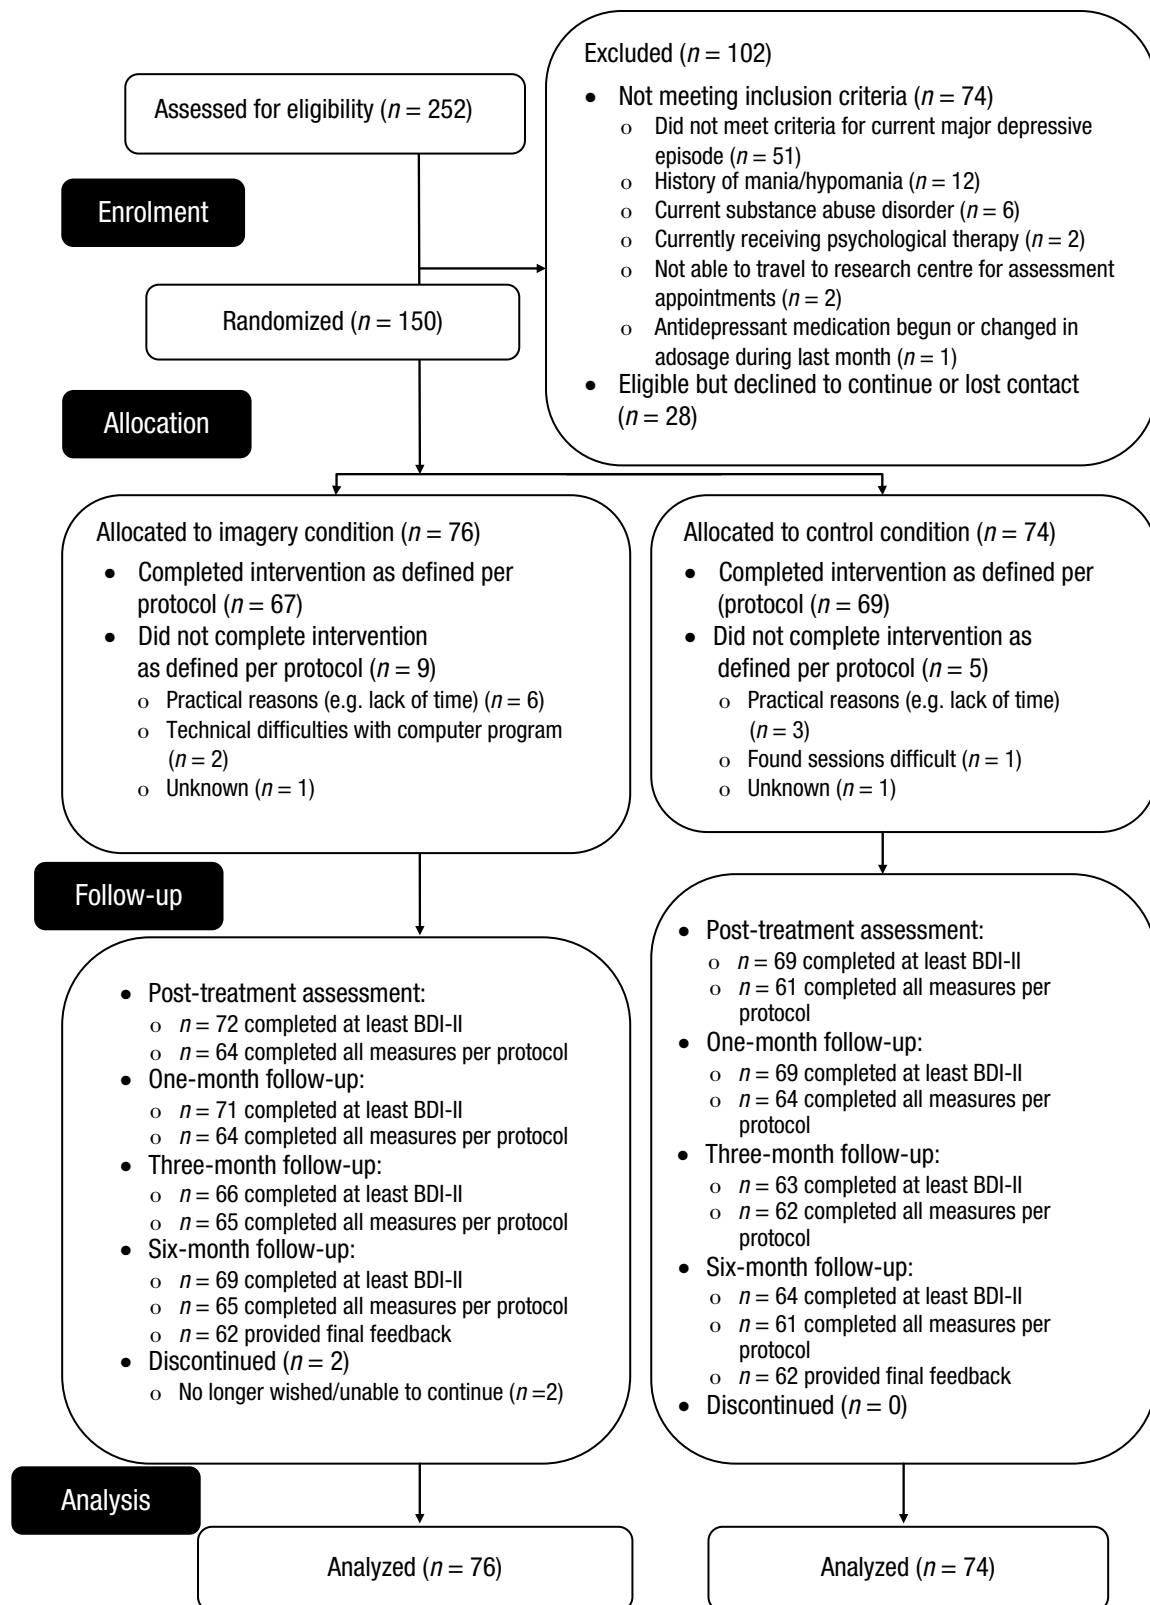 Assessed for eligibility (n = 252)
Excluded (n = 102)
• Not meeting inclusion criteria (n = 74)
o Did not meet criteria for current major depressive
episode (n = 51)
o History of mania/hypomania (n = 12)
o Current substance abuse disorder (n = 6)
o Currently receiving psychological therapy (n = 2)
o Not able to travel to research centre for assessment
appointments (n = 2)
o Antidepressant medication begun or changed in
adosage during last month (n = 1)
• Eligible but declined to continue or lost contact
(n = 28)
Enrolment
Randomized (n = 150)
Allocation
Allocated to imagery condition (n = 76)
• Completed intervention as defined per
protocol (n = 67)
• Did not complete intervention
as defined per protocol (n = 9)
o Practical reasons (e.g. lack of time) (n = 6)
o Technical difficulties with computer program
(n = 2)
o Unknown (n = 1)
Allocated to control condition (n = 74)
• Completed intervention as defined per
(protocol (n = 69)
• Did not complete intervention as
defined per protocol (n = 5)
o Practical reasons (e.g. lack of time)
(n = 3)
o Found sessions difficult (n = 1)
o Unknown (n = 1)
Follow-up
• Post-treatment assessment:
o n = 72 completed at least BDI-II
o n = 64 completed all measures per protocol
• One-month follow-up:
o n = 71 completed at least BDI-II
o n = 64 completed all measures per protocol
• Three-month follow-up:
o n = 66 completed at least BDI-II
o n = 65 completed all measures per protocol
• Six-month follow-up:
o n = 69 completed at least BDI-II
o n = 65 completed all measures per protocol
o n = 62 provided final feedback
• Discontinued (n = 2)
o No longer wished/unable to continue (n =2)
• Post-treatment assessment:
o n = 69 completed at least BDI-II
o n = 61 completed all measures per
protocol
• One-month follow-up:
o n = 69 completed at least BDI-II
o n = 64 completed all measures per
protocol
• Three-month follow-up:
o n = 63 completed at least BDI-II
o n = 62 completed all measures per
protocol
• Six-month follow-up:
o n = 64 completed at least BDI-II
o n = 61 completed all measures per
protocol
o n = 62 provided final feedback
• Discontinued (n = 0)
Analysis
Analyzed (n = 76)
Analyzed (n = 74)